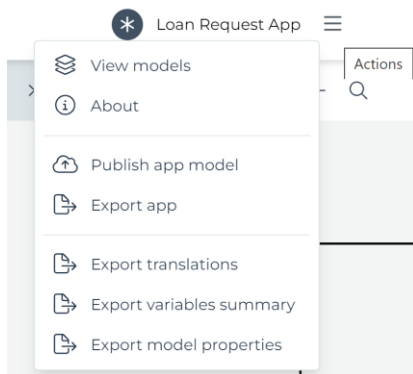 Loan Request App
Actions
View models
About
Publish app model
Export app
Export translations
Export variables summary
Export model properties